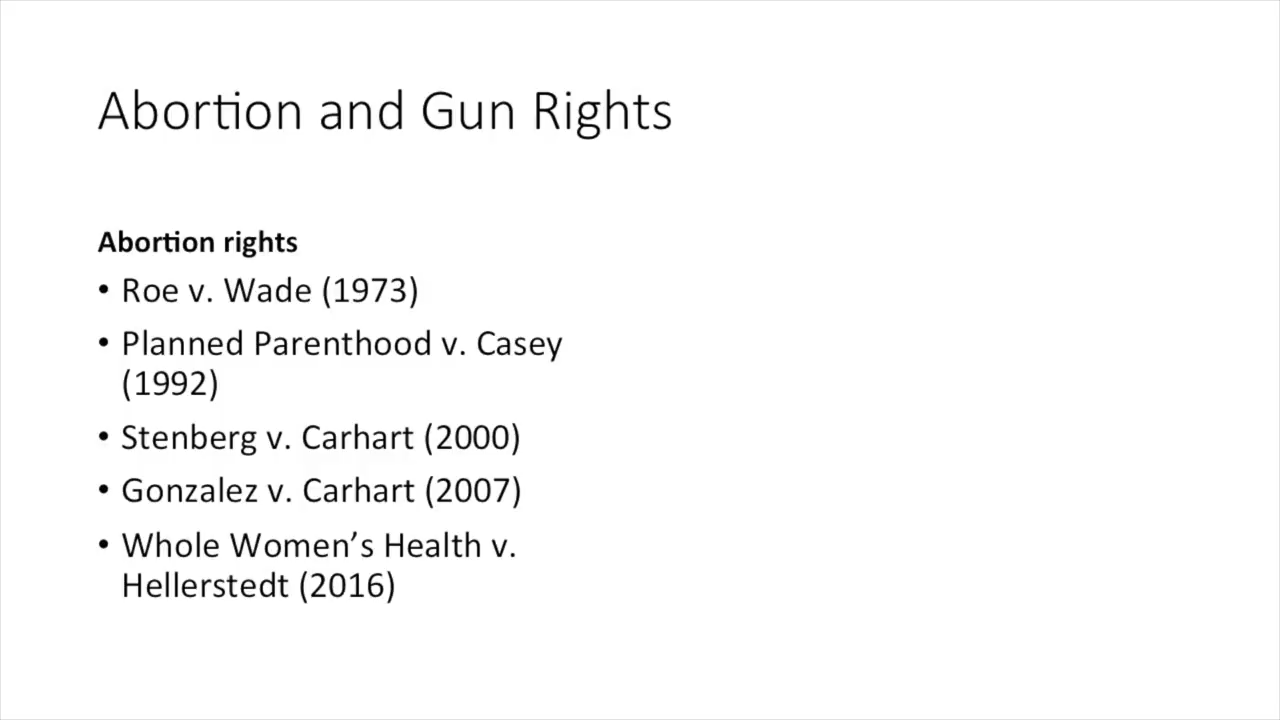 Abortion and Gun Rights
Abortion rights
• Roe v. Wade (1973)
• Planned Parenthood v. Casey
(1992)
• Stenberg v. Carhart (2000)
• Gonzalez v. Carhart (2007)
• Whole Women’s Health v.
Hellerstedt (2016)